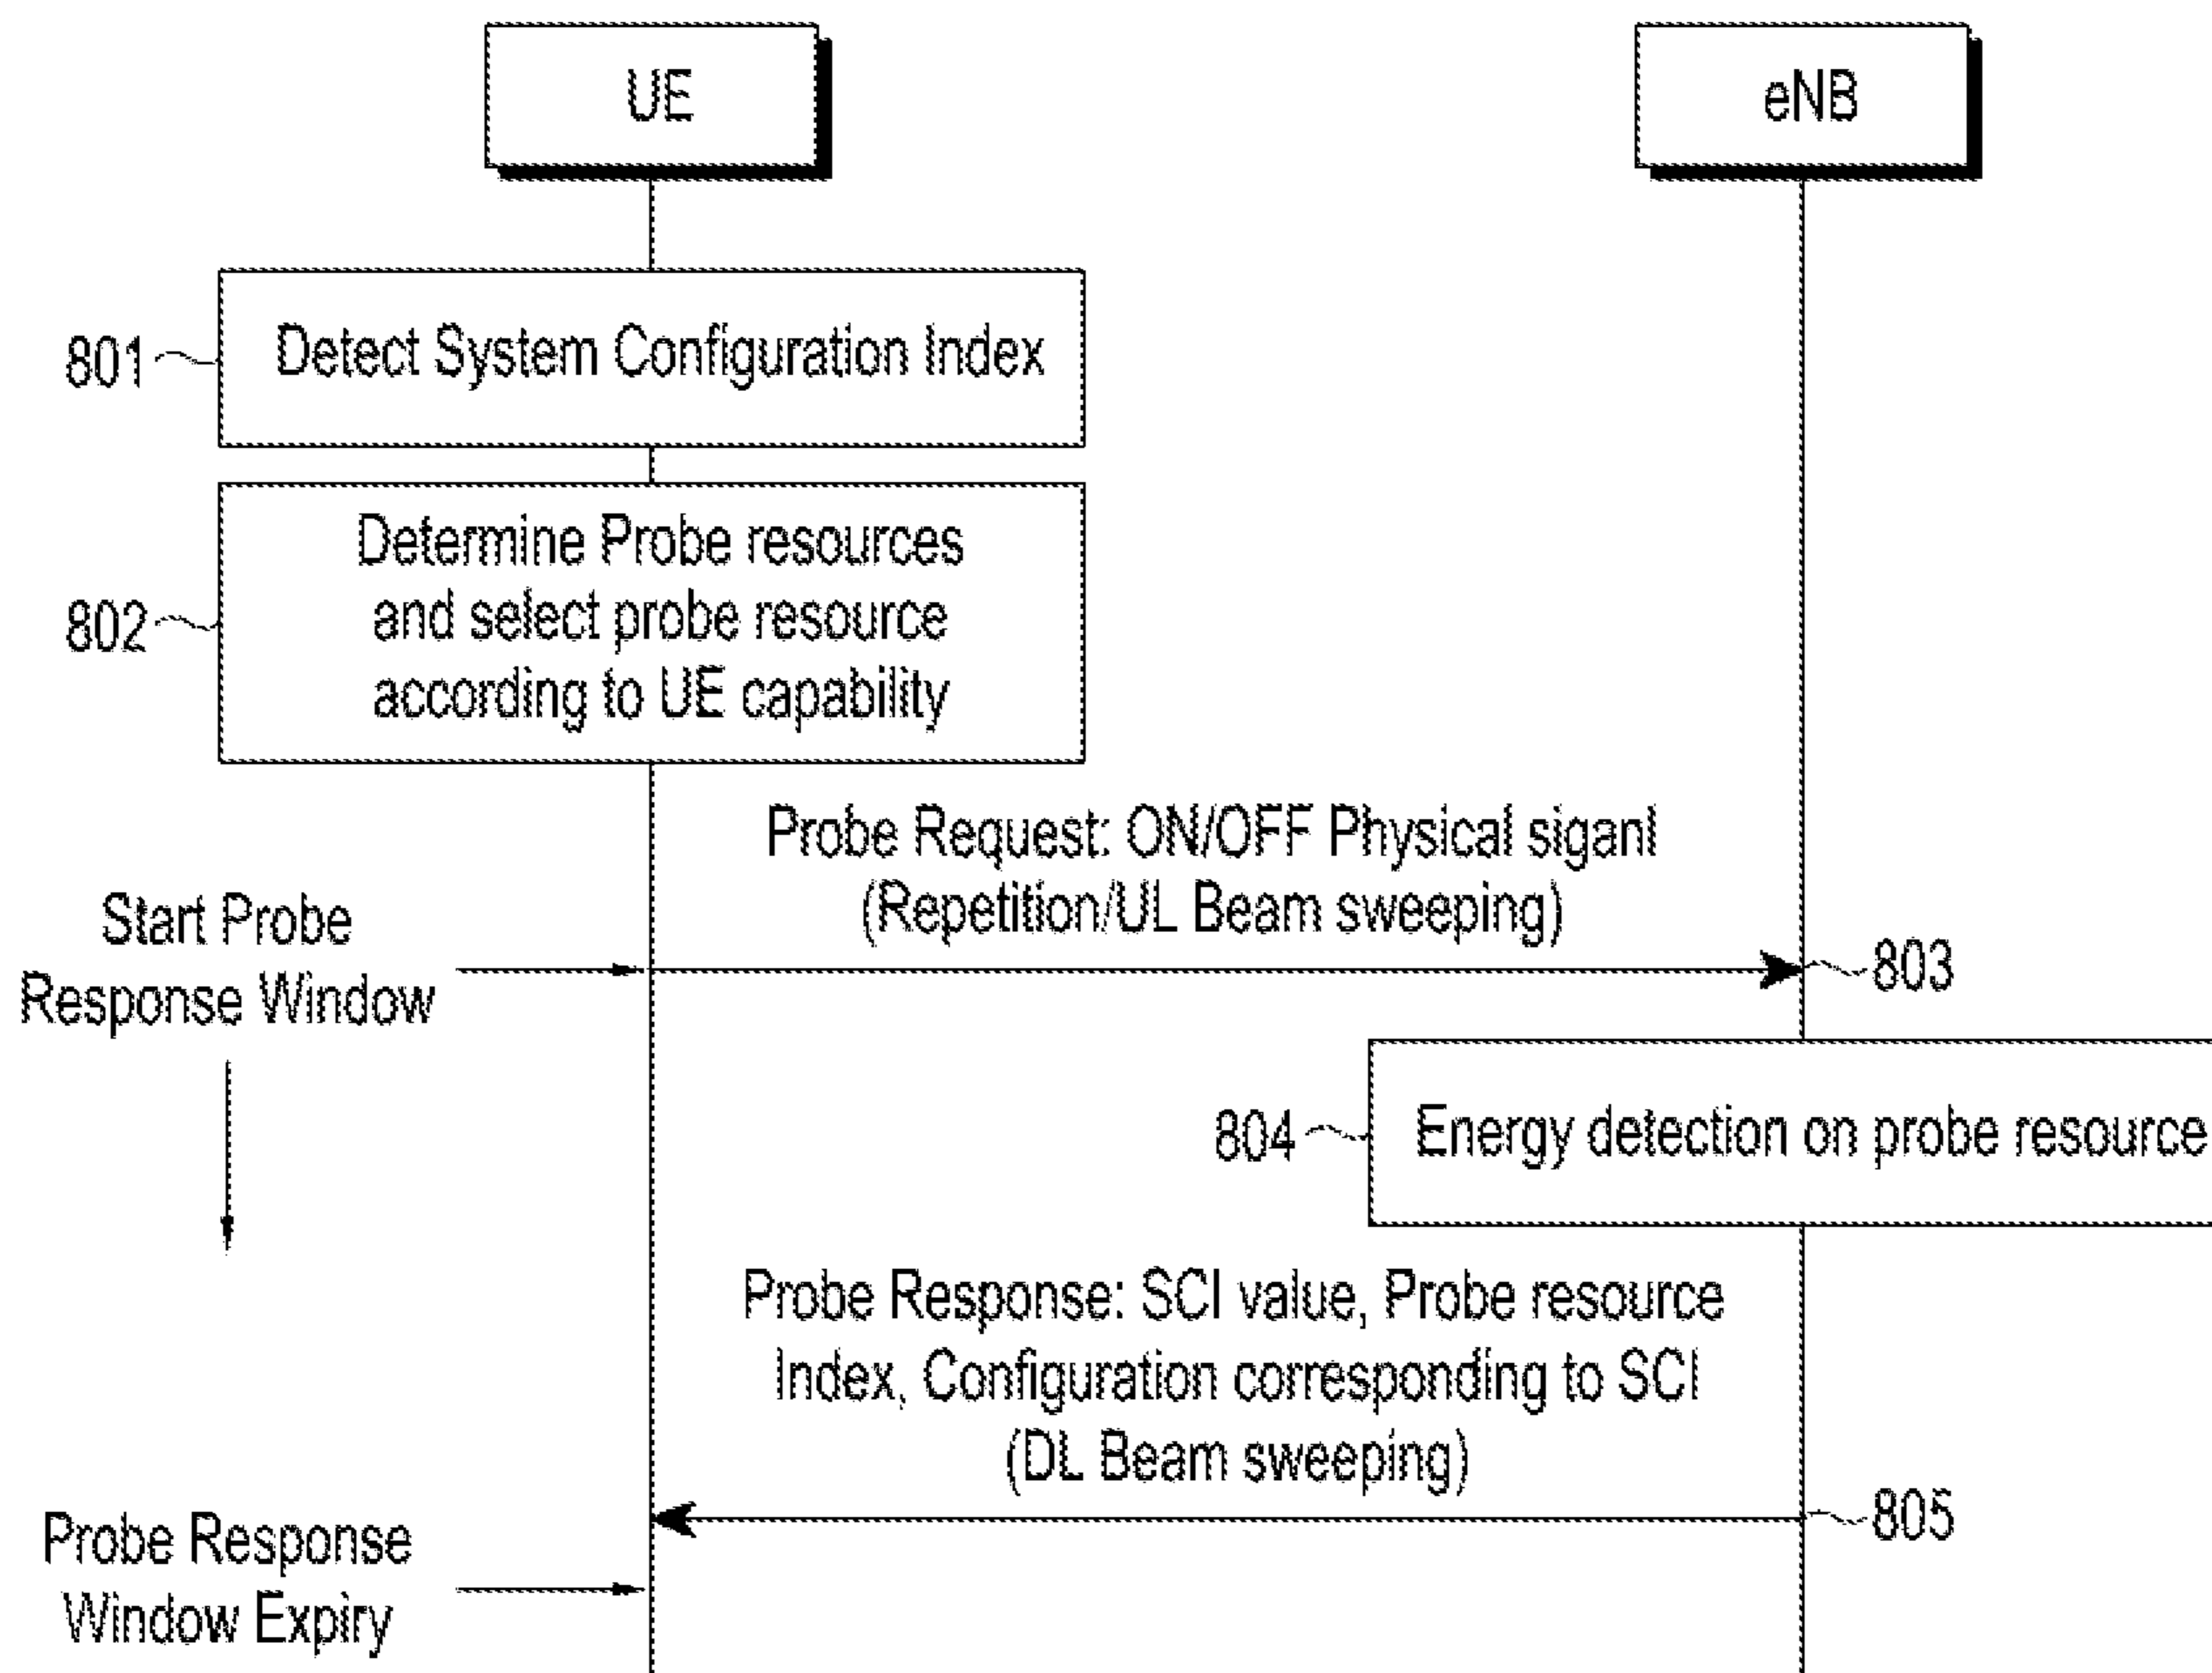 UE
eNB
801
Detect System Configuration Index
Determine Probe resources
802
and select probe resource
according to UE capability
Probe Request: ON/OFF Physical siganl
(Repetition/UL Beam sweeping)
Start Probe
Response Window
803
804
Energy detection on probe resource
Probe Response: SCI value, Probe resource
Index, Configuration corresponding to SCI
(DL Beam sweeping)
805
Probe Response
Window Expiry